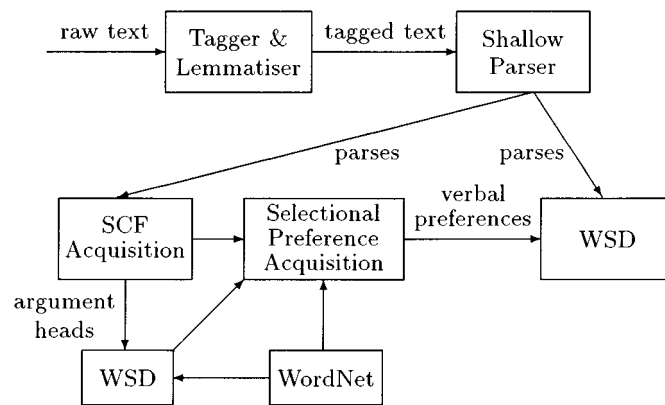 raw text
Tagger &
Lemmatiser
tagged text
Shallow
Parser
parses
parses
SCF
Acquisition
Selectional
Preference
Acquisition
verbal
preferences
WSD
argument
heads
WSD
WordNet